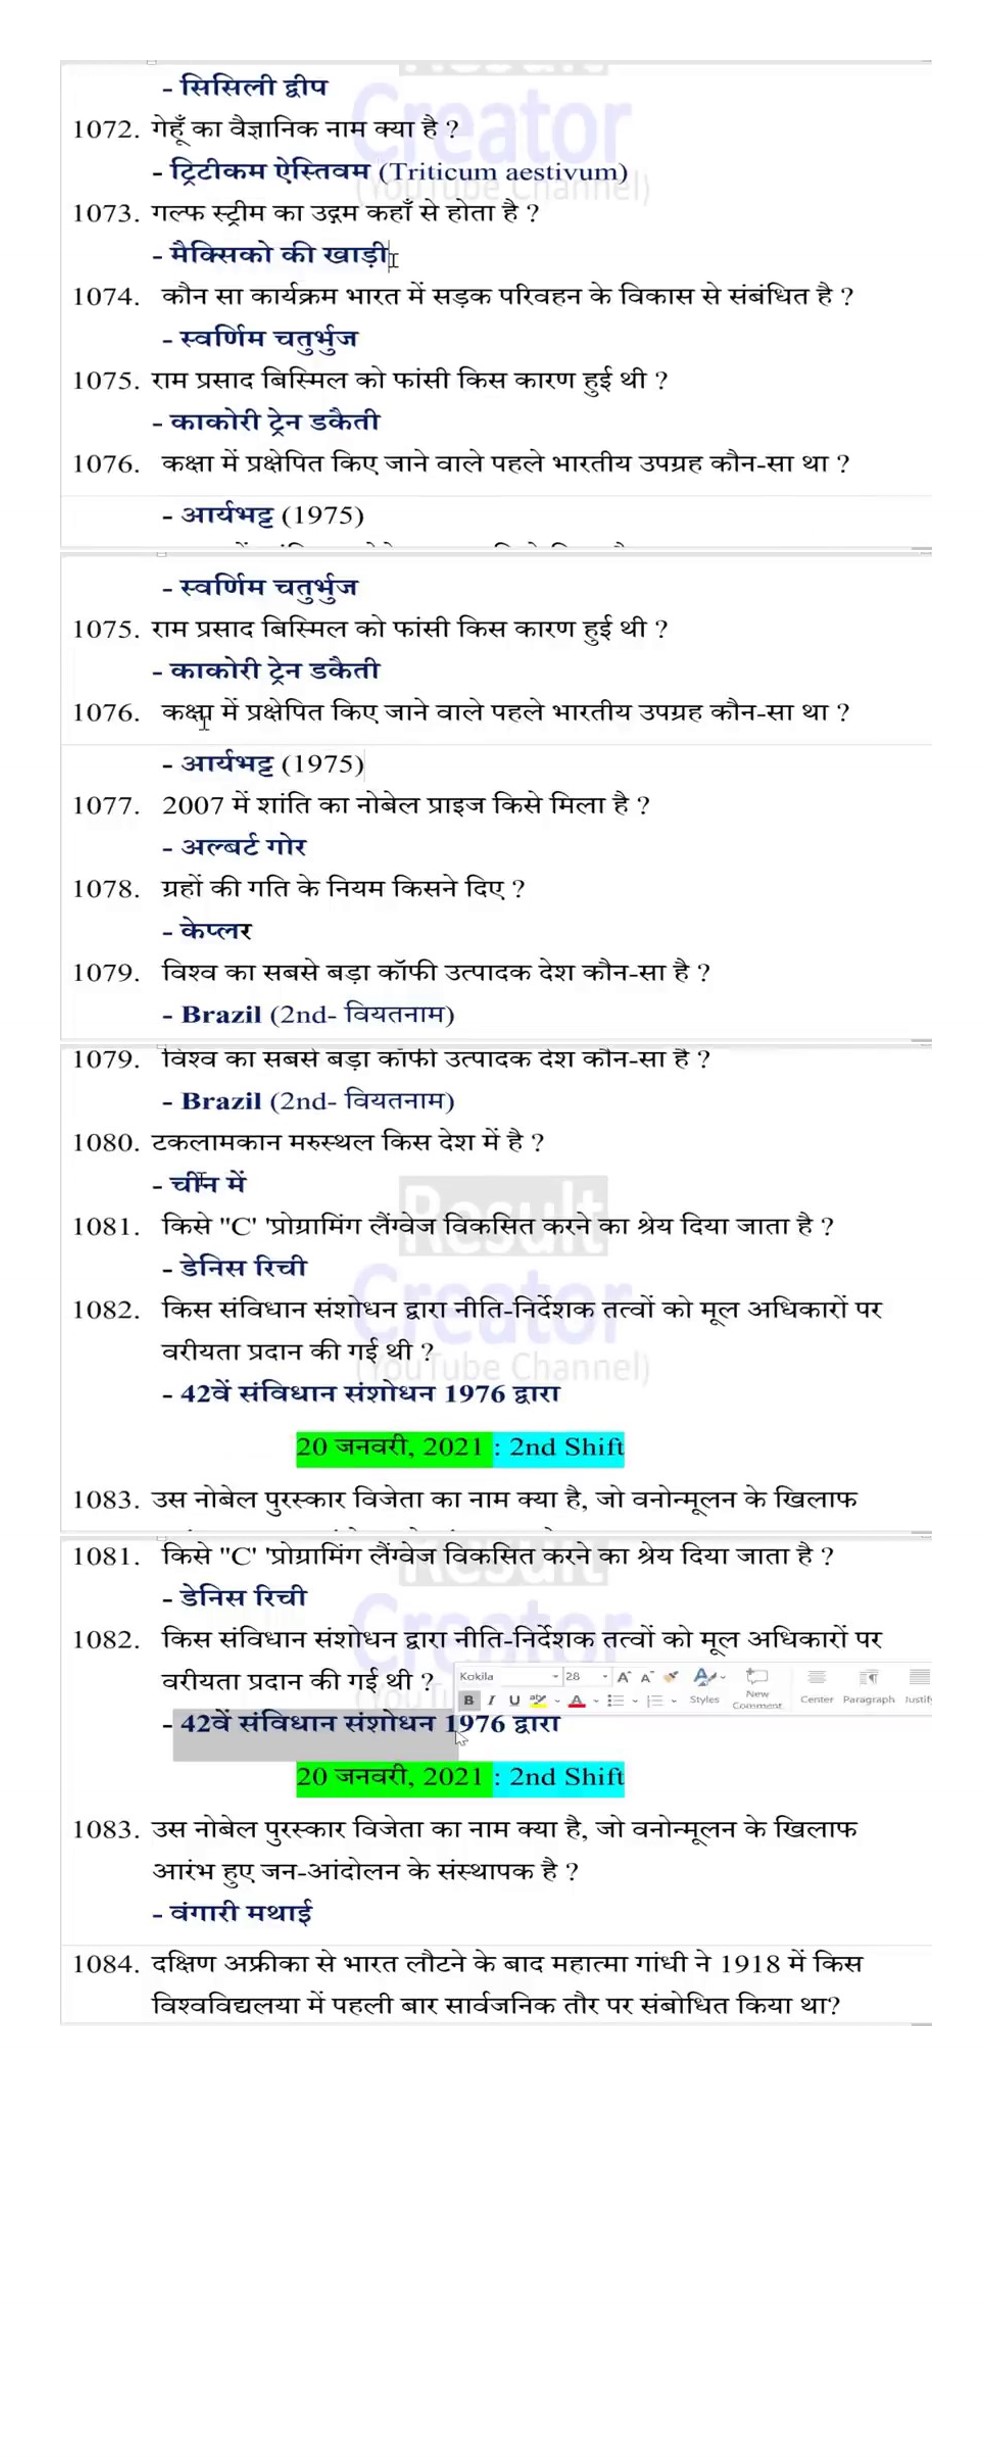 - सिसिली द्वीप
1072. गेहूँ का वैज्ञानिक नाम क्या है ?
- ट्रिटीकम ऐस्तिवम (Triticum aestivum)
1073. गल्फ स्ट्रीम का उद्गम कहाँ से होता है ?
- मैक्सिको की खाड़ी
1074. कौन सा कार्यक्रम भारत में सड़क परिवहन के विकास से संबंधित है ?
- स्वर्णिम चतुर्भुज
1075. राम प्रसाद बिस्मिल को फांसी किस कारण हुई थी ?
- काकोरी ट्रेन डकैती
1076. कक्षा में प्रक्षेपित किए जाने वाले पहले भारतीय उपग्रह कौन-सा था ?
- आर्यभट्ट (1975)
- स्वर्णिम चतुर्भुज
1075. राम प्रसाद बिस्मिल को फांसी किस कारण हुई थी ?
- काकोरी ट्रेन डकैती
1076. कक्षा में प्रक्षेपित किए जाने वाले पहले भारतीय उपग्रह कौन-सा था ?
- आर्यभट्ट (1975)
1077. 2007 में शांति का नोबेल प्राइज किसे मिला है ?
- अल्बर्ट गोर
1078. ग्रहों की गति के नियम किसने दिए ?
- केप्लर
1079. विश्व का सबसे बड़ा कॉफी उत्पादक देश कौन-सा है ?
- Brazil (2nd- वियतनाम)
1079. विश्व का सबसे बड़ा कॉफी उत्पादक देश कौन-सा है ?
- Brazil (2nd- वियतनाम)
1080. टकलामकान मरुस्थल किस देश में है ?
- चीन में
1081. किसे "C' 'प्रोग्रामिंग लैंग्वेज विकसित करने का श्रेय दिया जाता है ?
- डेनिस रिची
1082. किस संविधान संशोधन द्वारा नीति-निर्देशक तत्वों को मूल अधिकारों पर
वरीयता प्रदान की गई थी ?
- 42वें संविधान संशोधन 1976 द्वारा
20 जनवरी, 2021 : 2nd Shift
1083. उस नोबेल पुरस्कार विजेता का नाम क्या है, जो वनोन्मूलन के खिलाफ
1081. किसे "C' 'प्रोग्रामिंग लैंग्वेज विकसित करने का श्रेय दिया जाता है ?
- डेनिस रिची
1082. किस संविधान संशोधन द्वारा नीति-निर्देशक तत्वों को मूल अधिकारों पर
वरीयता प्रदान की गई थी ?
Kokila 28
B I U Styles New Comment Center Paragraph Justify
- 42वें संविधान संशोधन 1976 द्वारा
20 जनवरी, 2021 : 2nd Shift
1083. उस नोबेल पुरस्कार विजेता का नाम क्या है, जो वनोन्मूलन के खिलाफ
आरंभ हुए जन-आंदोलन के संस्थापक है ?
- वंगारी मथाई
1084. दक्षिण अफ्रीका से भारत लौटने के बाद महात्मा गांधी ने 1918 में किस
विश्वविद्यलया में पहली बार सार्वजनिक तौर पर संबोधित किया था?
Result
Creator
(YouTube Channel)